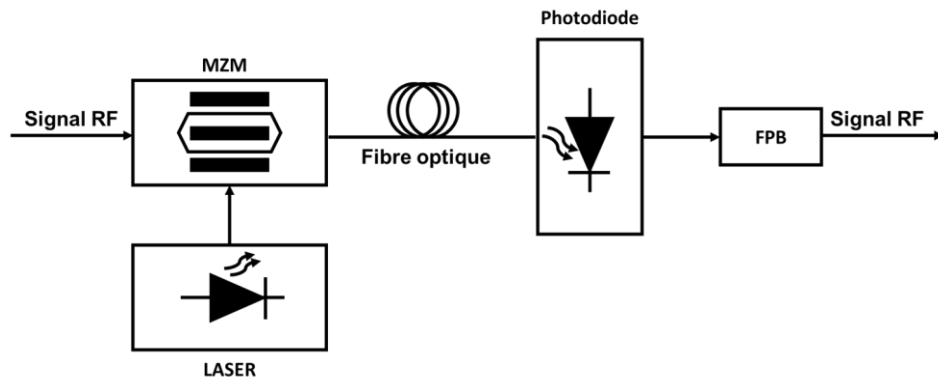 Photodiode
MZM
Signal RF
Fibre optique
FPB
Signal RF
LASER